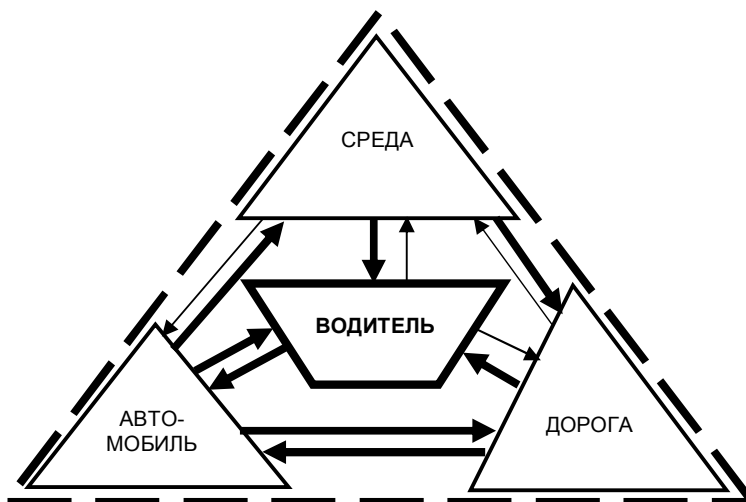 СРЕДА
ВОДИТЕЛЬ
АВТО-
МОБИЛЬ
ДОРОГА